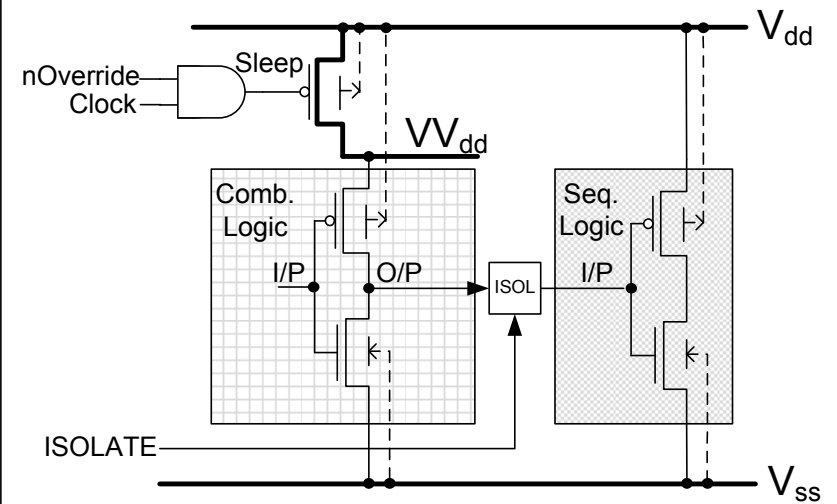 Vdd
nOverride
Clock
Sleep
VVdd
Comb.
Logic
I/P
O/P
ISOL
Seq.
Logic
I/P
ISOLATE
Vss